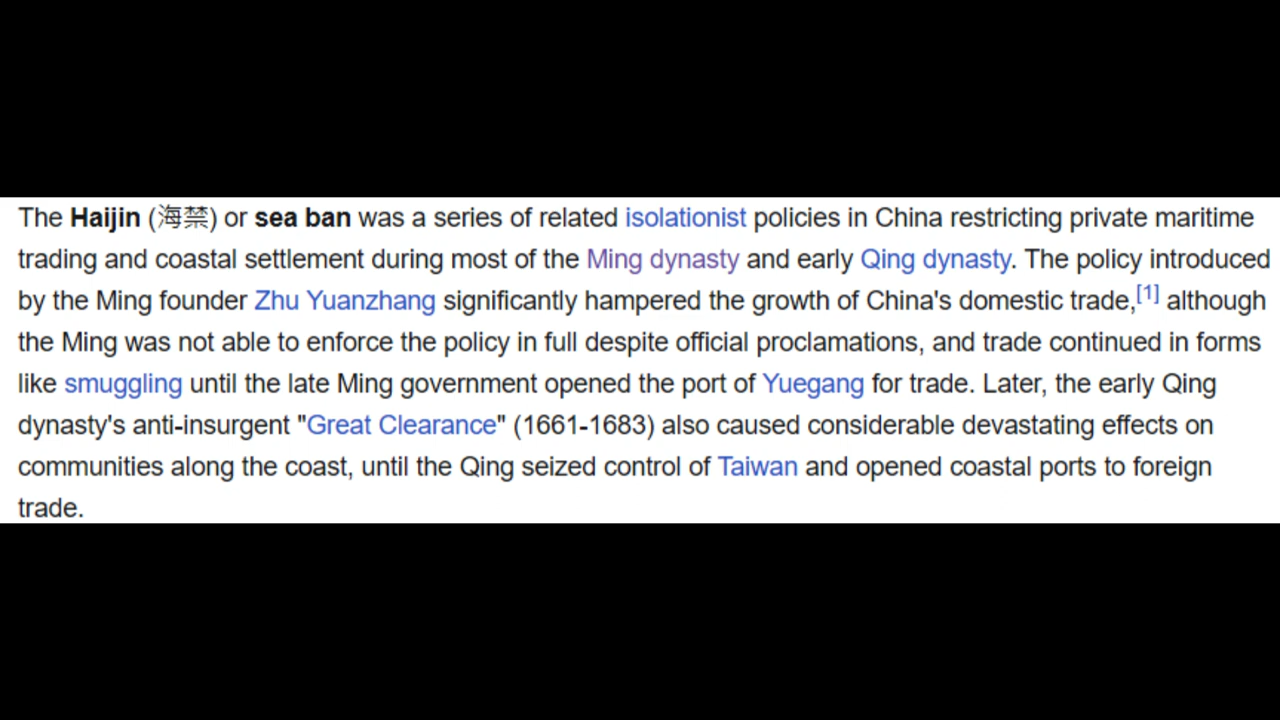 The Haijin (海禁) or sea ban was a series of related isolationist policies in China restricting private maritime
trading and coastal settlement during most of the Ming dynasty and early Qing dynasty. The policy introduced
by the Ming founder Zhu Yuanzhang significantly hampered the growth of China's domestic trade,[1] although
the Ming was not able to enforce the policy in full despite official proclamations, and trade continued in forms
like smuggling until the late Ming government opened the port of Yuegang for trade. Later, the early Qing
dynasty's anti-insurgent "Great Clearance" (1661-1683) also caused considerable devastating effects on
communities along the coast, until the Qing seized control of Taiwan and opened coastal ports to foreign
trade.